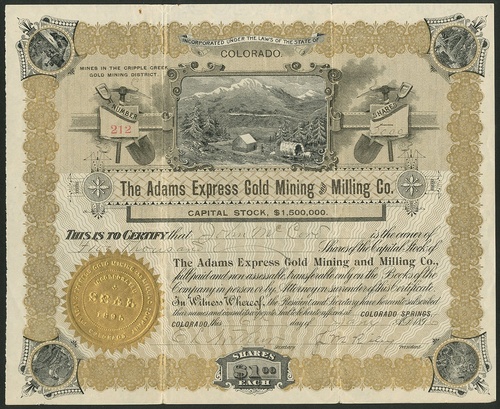 INCORPORATED UNDER THE LAWS OF THE STATE OF
COLORADO
MINES IN THE CRIPPLE CREEK
GOLD MINING DISTRICT.
NUMBER
212
SHARES
The Adams Express Gold Mining and Milling Co.
CAPITAL STOCK, $1,500,000.
THIS IS TO CERTIFY that John is the owner of
Shares of the Capital Stock of
The Adams Express Gold Mining and Milling Co.,
full paid and non assessable, transferable only on the Books of the
Company in person or by Attorney on surrender of this Certificate.
In Witness Whereof, the President and Secretary have hereunto subscribed
their names and caused its corporate seal to be hereto affixed at COLORADO SPRINGS,
COLORADO, this day of 189
SEAL
SHARES
$1.00
EACH